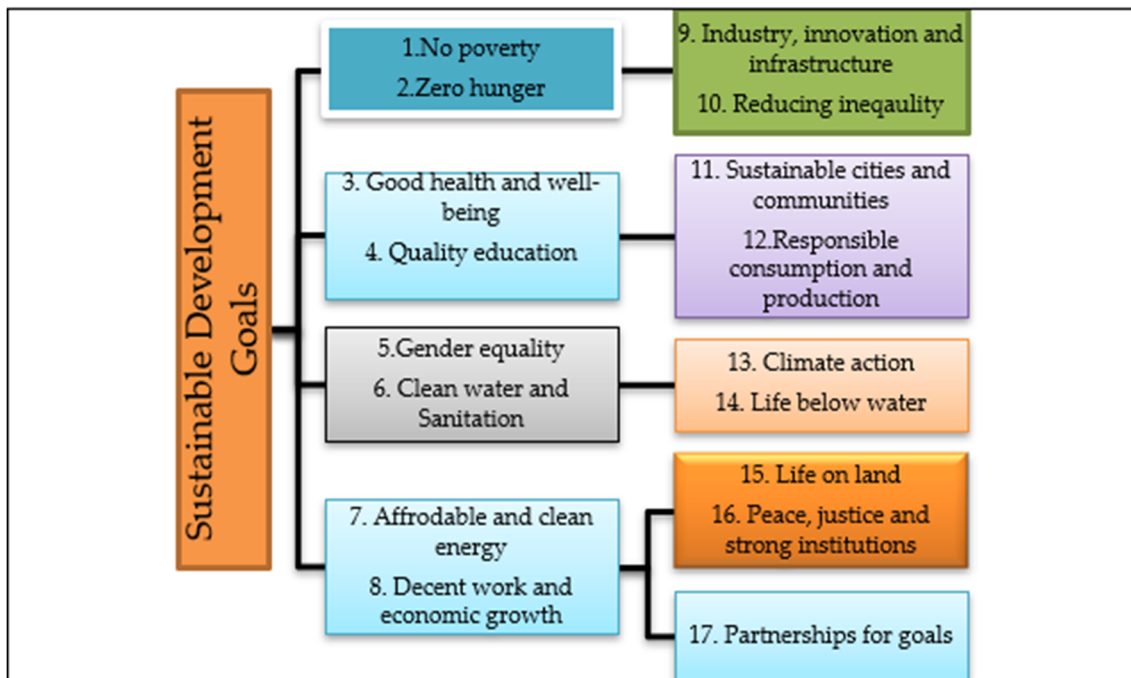 Sustainable Development
Goals
1.No poverty
2.Zero hunger
3. Good health and well-
being
4. Quality education
5.Gender equality
6. Clean water and
Sanitation
7. Affrodable and clean
energy
8. Decent work and
economic growth
9. Industry, innovation and
infrastructure
10. Reducing ineqaulity
11. Sustainable cities and
communities
12.Responsible
consumption and
production
13. Climate action
14. Life below water
15. Life on land
16. Peace, justice and
strong institutions
17. Partnerships for goals